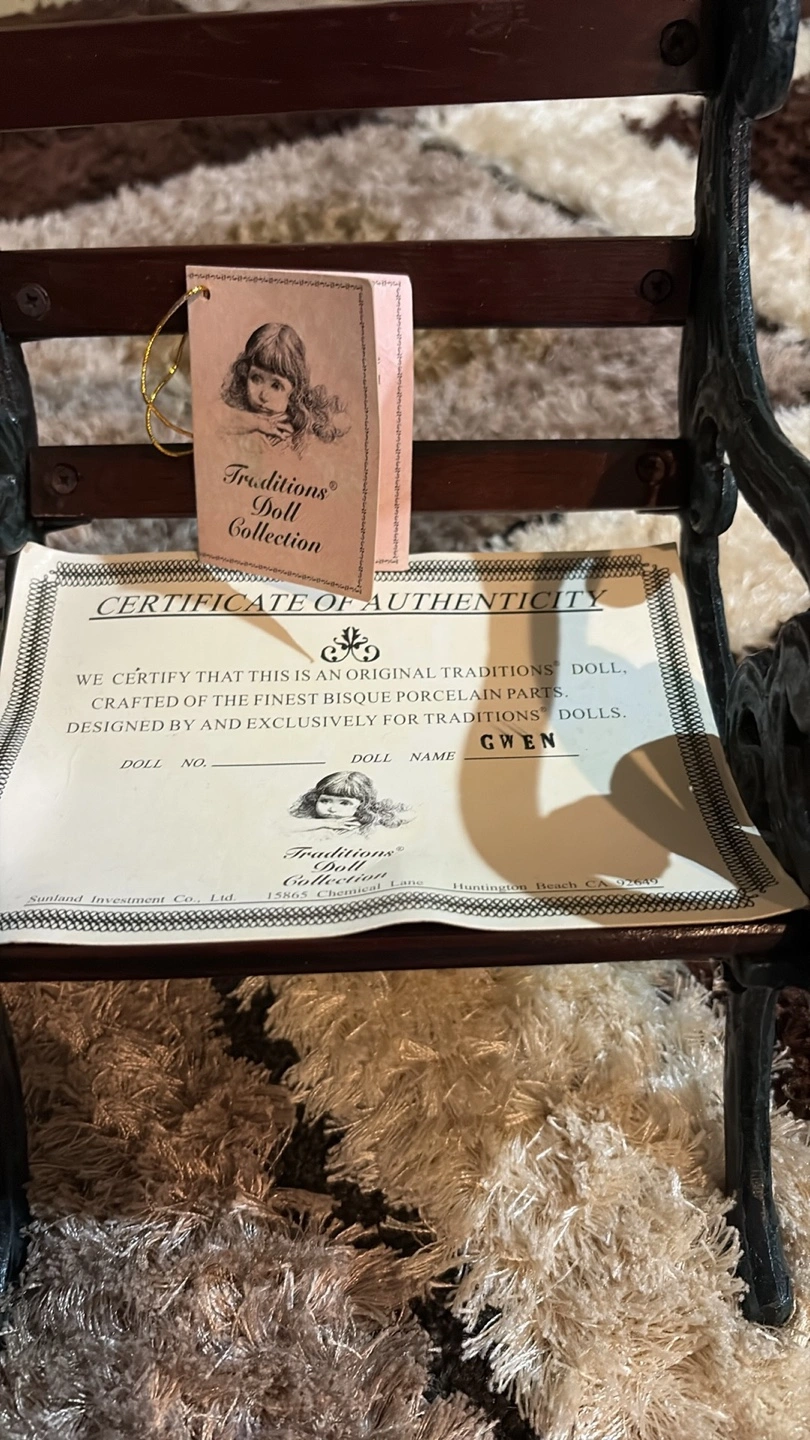 Traditions®
Doll
Collection
CERTIFICATE OF AUTHENTICITY
WE CERTIFY THAT THIS IS AN ORIGINAL TRADITIONS® DOLL,
CRAFTED OF THE FINEST BISQUE PORCELAIN PARTS.
DESIGNED BY AND EXCLUSIVELY FOR TRADITIONS® DOLLS.
DOLL NO. DOLL NAME GWEN
Traditions®
Doll
Collection
Sunland Investment Co., Ltd. 15865 Chemical Lane Huntington Beach CA 92649